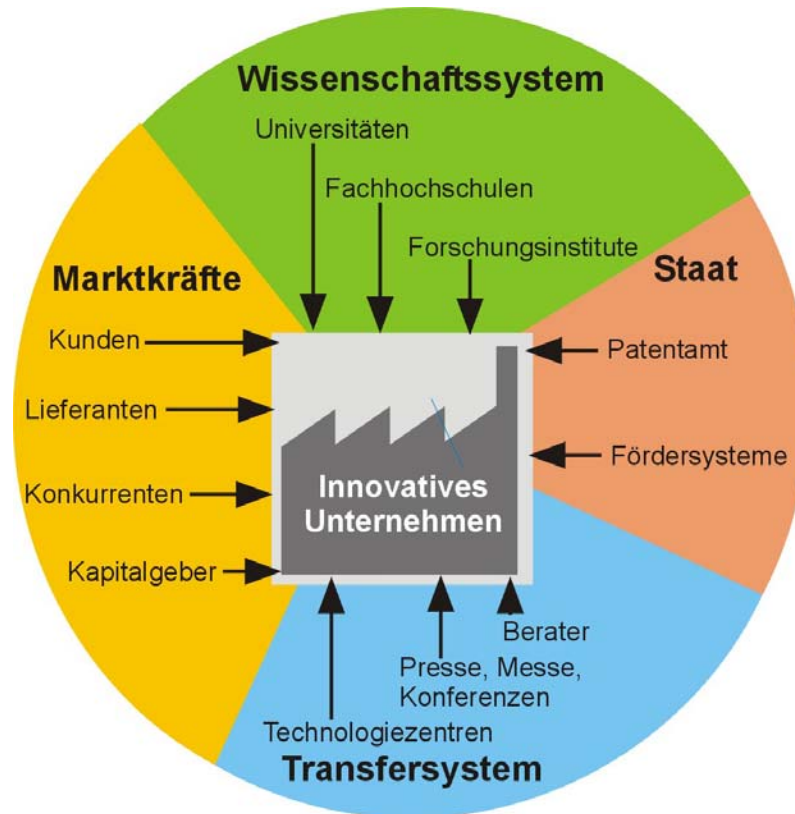 Wissenschaftssystem
Universitäten
Fachhochschulen
Forschungsinstitute
Marktkräfte
Kunden
Lieferanten
Konkurrenten
Kapitalgeber
Staat
Patentamt
Fördersysteme
Innovatives
Unternehmen
Berater
Presse, Messe,
Konferenzen
Technologiezentren
Transfersystem